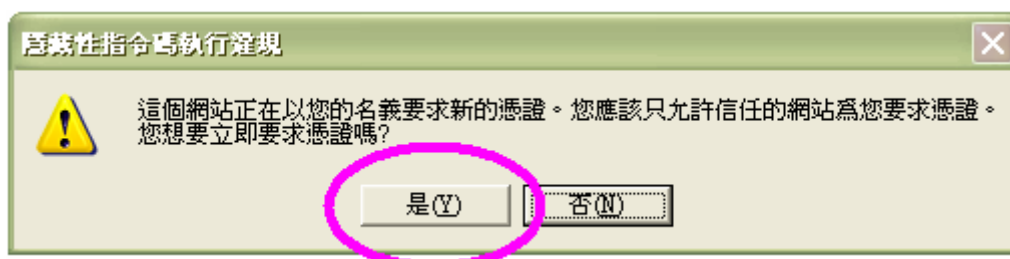 隱藏性指令碼執行違規
這個網站正在以您的名義要求新的憑證。您應該只允許信任的網站為您要求憑證。
您想要立即要求憑證嗎?
是(Y) 否(N)